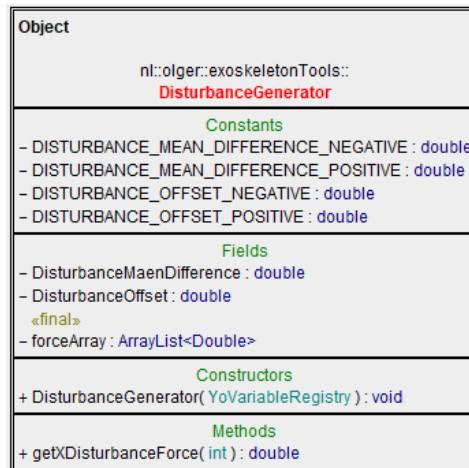 Object
nl::olger::exoskeletonTools::
DisturbanceGenerator
Constants
– DISTURBANCE_MEAN_DIFFERENCE_NEGATIVE : double
– DISTURBANCE_MEAN_DIFFERENCE_POSITIVE : double
– DISTURBANCE_OFFSET_NEGATIVE : double
– DISTURBANCE_OFFSET_POSITIVE : double
Fields
– DisturbanceMaenDifference : double
– DisturbanceOffset : double
«final»
– forceArray : ArrayList<Double>
Constructors
+ DisturbanceGenerator( YoVariableRegistry ) : void
Methods
+ getXDisturbanceForce( int ) : double